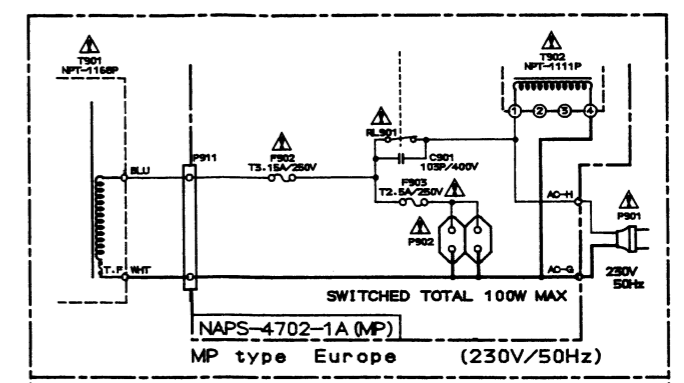 T901
NPT-1168P
T902
NPT-1111P
1 2 3 4
RL901
P911
F902
T3.15A/250V
C901
103P/400V
BLU
F903
T2.5A/250V
AC-H
P901
P902
T.F
WHT
AC-G
230V
50Hz
SWITCHED TOTAL 100W MAX
NAPS-4702-1A (MP)
MP type Europe (230V/50Hz)